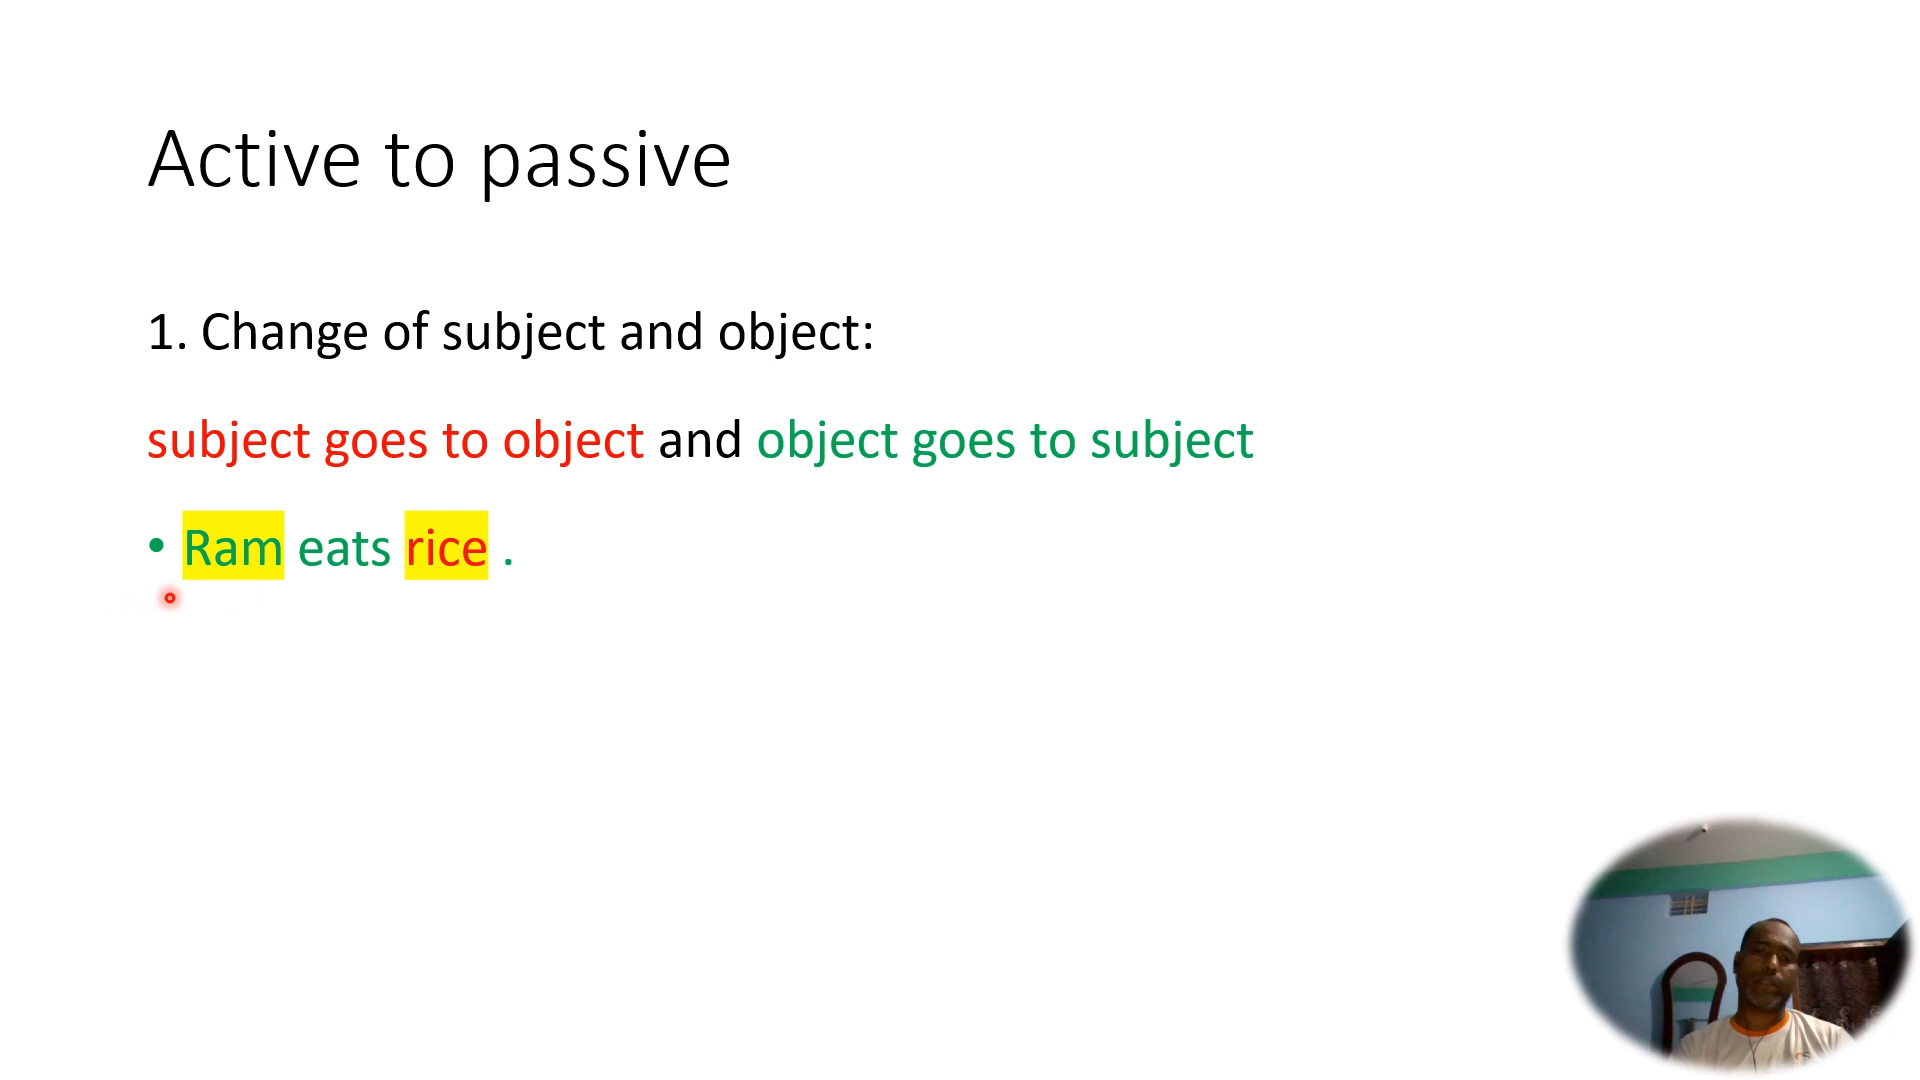 Active to passive
1. Change of subject and object:
subject goes to object and object goes to subject
• Ram eats rice .